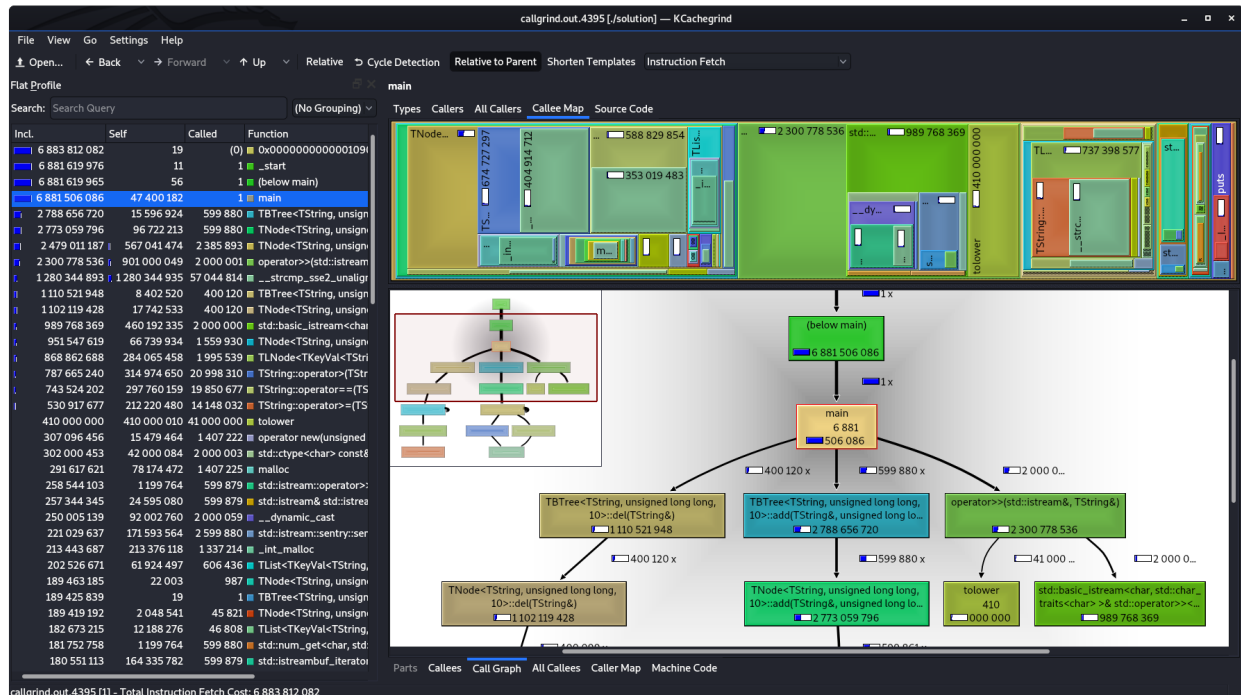 callgrind.out.4395 [./solution] — KCachegrind
File View Go Settings Help
Open... Back Forward Up Relative Cycle Detection Relative to Parent Shorten Templates Instruction Fetch
Flat Profile
Search: Search Query (No Grouping)
Incl. Self Called Function
6 883 812 082 19 (0) 0x000000000000109
6 881 619 976 11 1 _start
6 881 619 965 56 1 (below main)
6 881 506 086 47 400 182 1 main
2 788 656 720 15 596 924 599 880 TBTree<TString, unsign
2 773 059 796 96 722 213 599 880 TNode<TString, unsign
2 479 011 187 567 041 474 2 385 893 TNode<TString, unsign
2 300 778 536 901 000 049 2 000 001 operator>>(std::istream
1 280 344 893 1 280 344 935 57 044 814 __strcmp_sse2_unalign
1 110 521 948 8 402 520 400 120 TBTree<TString, unsign
1 102 119 428 17 742 533 400 120 TNode<TString, unsign
989 768 369 460 192 335 2 000 000 std::basic_istream<char
951 547 619 66 739 934 1 559 930 TNode<TString, unsign
868 862 688 284 065 458 1 995 539 TLNode<TKeyVal<TStri
787 665 240 314 974 650 20 998 310 TString::operator>(TStr
743 524 202 297 760 159 19 850 677 TString::operator==(TS
530 917 677 212 220 480 14 148 032 TString::operator>=(TS
410 000 000 410 000 010 41 000 000 tolower
307 096 456 15 479 464 1 407 222 operator new(unsigned
302 000 453 42 000 084 2 000 003 std::ctype<char> const&
291 617 621 78 174 472 1 407 225 malloc
258 544 103 1 199 764 599 879 std::istream::operator>
257 344 345 24 595 080 599 879 std::istream& std::istrea
250 005 139 92 002 760 2 000 059 __dynamic_cast
221 029 637 171 593 564 2 599 880 std::istream::sentry::ser
213 443 687 213 376 118 1 337 214 _int_malloc
202 526 671 61 924 497 606 436 TList<TKeyVal<TString,
189 463 185 22 003 987 TNode<TString, unsign
189 425 839 19 1 TBTree<TString, unsign
189 419 192 2 048 541 45 821 TNode<TString, unsign
182 673 215 12 188 276 46 808 TList<TKeyVal<TString,
181 752 758 1 199 764 599 880 std::num_get<char, std:
180 551 113 164 335 782 599 879 std::istreambuf_iterator
main
Types Callers All Callers Callee Map Source Code
TNode...
TS... 674 727 297
... 404 914 712
... 588 829 854
353 019 483
TLis...
_i...
... _in...
... m...
... 2 300 778 536
std::... 989 768 369
__dy...
...
s...
tolower 410 000 000
TL... 737 398 577
TString::...
__strc...
st...
st...
puts
...
1 x
(below main)
6 881 506 086
1 x
main
6 881
506 086
400 120 x
599 880 x
2 000 0...
TBTree<TString, unsigned long long,
10>::del(TString&)
1 110 521 948
TBTree<TString, unsigned long long,
10>::add(TString&, unsigned long lo...
2 788 656 720
operator>>(std::istream&, TString&)
2 300 778 536
400 120 x
599 880 x
41 000 ...
2 000 0...
TNode<TString, unsigned long long,
10>::del(TString&)
1 102 119 428
TNode<TString, unsigned long long,
10>::add(TString&, unsigned long lo...
2 773 059 796
tolower
410
000 000
std::basic_istream<char, std::char_
traits<char> >& std::operator>><...
989 768 369
Parts Callees Call Graph All Callees Caller Map Machine Code
callgrind.out.4395 [1] - Total Instruction Fetch Cost: 6 883 812 082